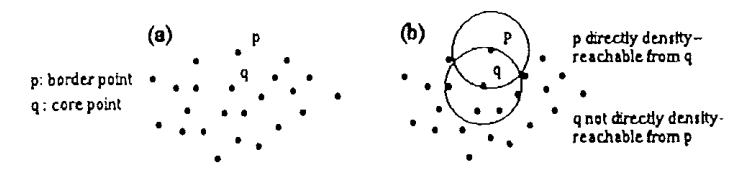 (a)
p
q
p: border point
q : core point
(b)
P
q
p directly density-
reachable from q
q not directly density-
reachable from p